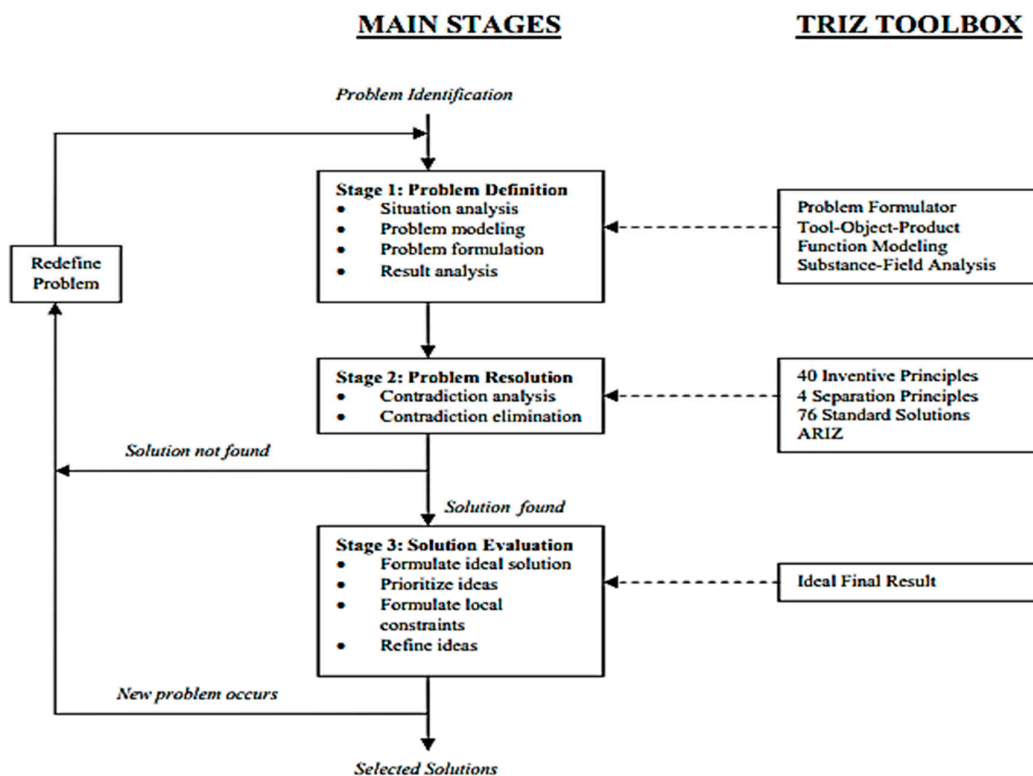 MAIN STAGES
TRIZ TOOLBOX
Problem Identification
Stage 1: Problem Definition
• Situation analysis
• Problem modeling
• Problem formulation
• Result analysis
Problem Formulator
Tool-Object-Product
Function Modeling
Substance-Field Analysis
Redefine
Problem
Stage 2: Problem Resolution
• Contradiction analysis
• Contradiction elimination
40 Inventive Principles
4 Separation Principles
76 Standard Solutions
ARIZ
Solution not found
Solution found
Stage 3: Solution Evaluation
• Formulate ideal solution
• Prioritize ideas
• Formulate local
constraints
• Refine ideas
Ideal Final Result
New problem occurs
Selected Solutions